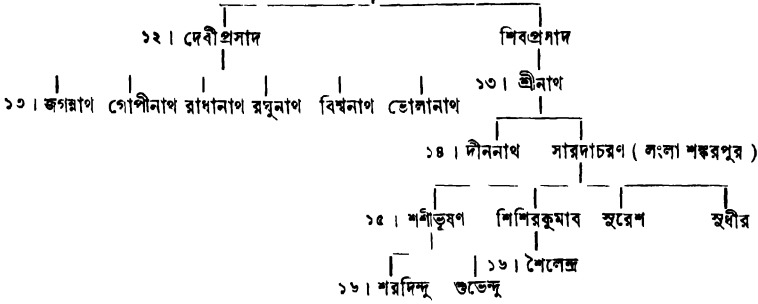 ১২। দেবীপ্রসাদ শিবপ্রসাদ
১৩। শ্রীনাথ
১৩। জগন্নাথ গোপীনাথ রাধানাথ রঘুনাথ বিশ্বনাথ ভোলানাথ
১৪। দীননাথ সারদাচরণ ( লংলা শঙ্করপুর )
১৫। শশীভূষণ শিশিরকুমাব সুরেশ সুধীর
১৬। শৈলেন্দ্র
১৬। শরদিন্দু শুভেন্দু